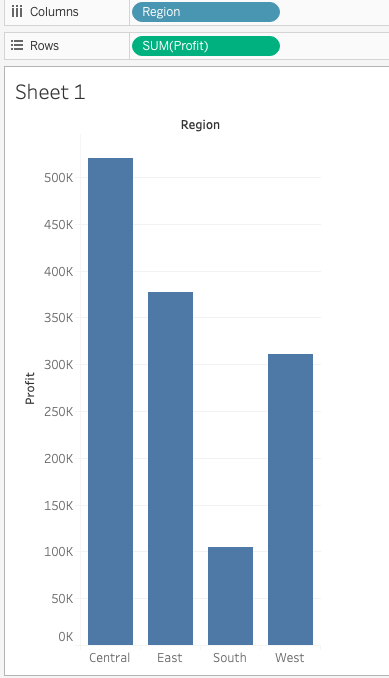 Columns Region
Rows SUM(Profit)
Sheet 1
Region
500K
450K
400K
350K
300K
250K
200K
150K
100K
50K
0K
Profit
Central East South West